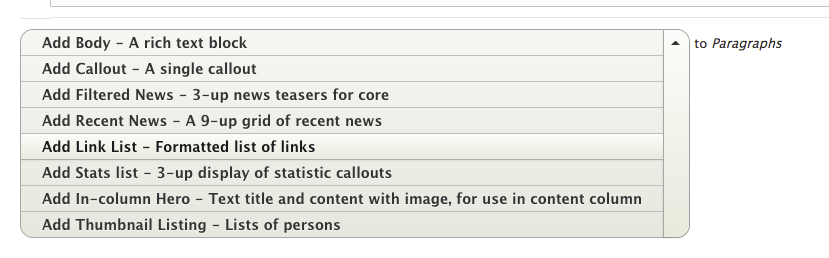 Add Body – A rich text block to Paragraphs
Add Callout – A single callout
Add Filtered News – 3-up news teasers for core
Add Recent News – A 9-up grid of recent news
Add Link List – Formatted list of links
Add Stats list – 3-up display of statistic callouts
Add In-column Hero – Text title and content with image, for use in content column
Add Thumbnail Listing – Lists of persons